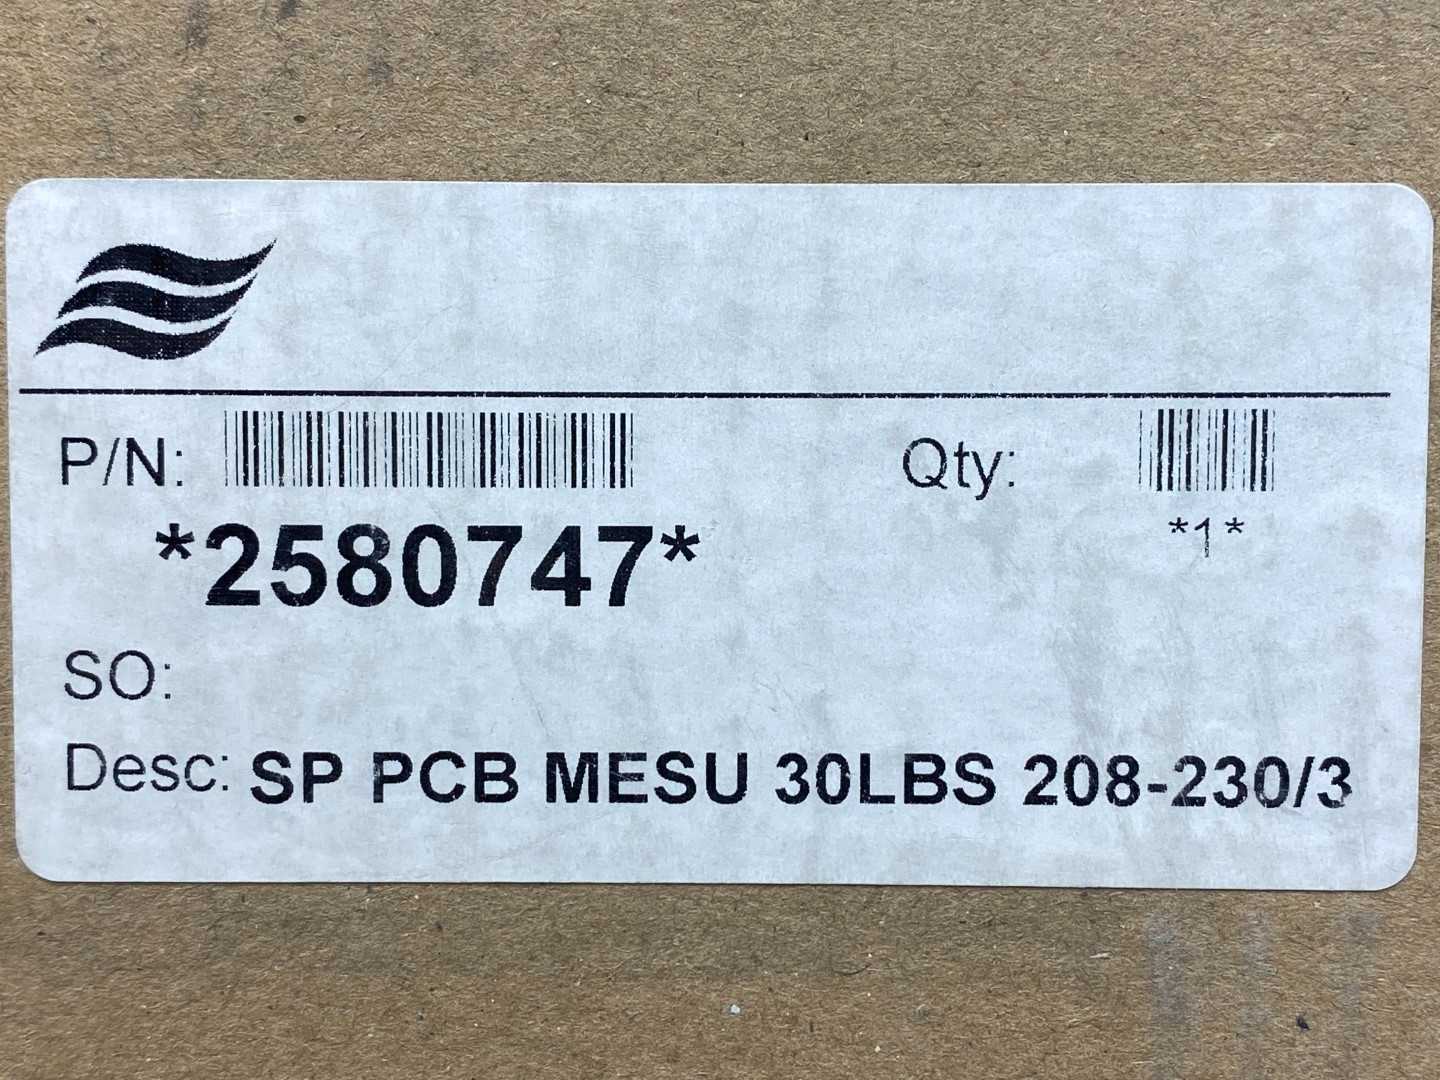 P/N: Qty:
*2580747* *1*
SO:
Desc: SP PCB MESU 30LBS 208-230/3